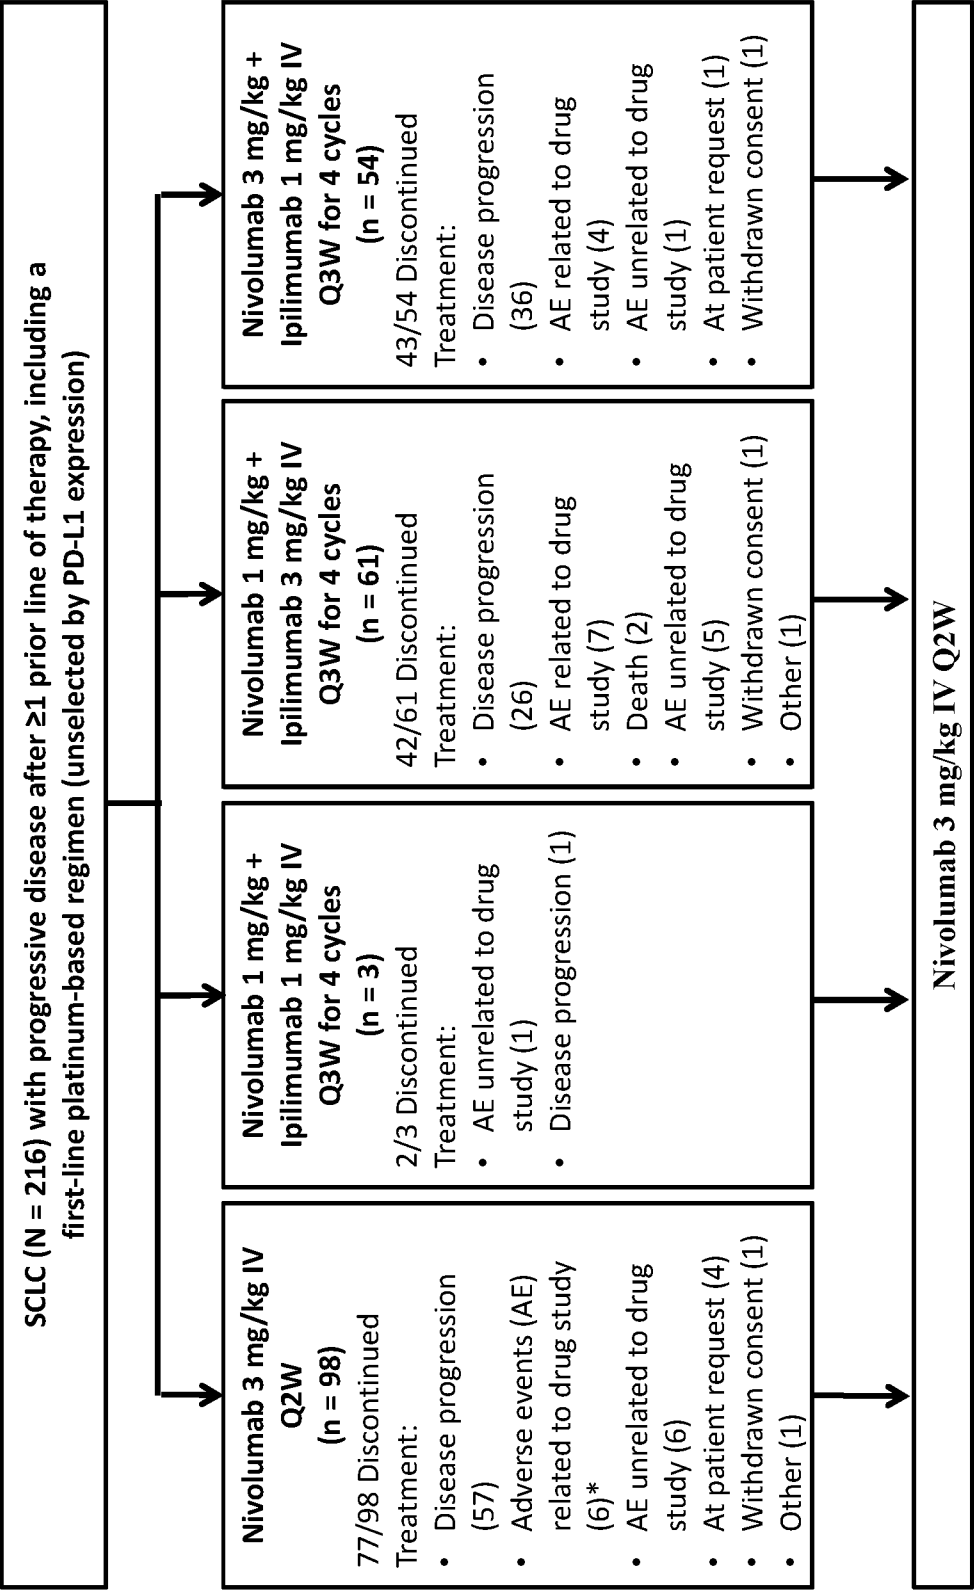 SCLC (N = 216) with progressive disease after ≥1 prior line of therapy, including a
first-line platinum-based regimen (unselected by PD-L1 expression)
Nivolumab 3 mg/kg IV
Q2W
(n = 98)
77/98 Discontinued
Treatment:
• Disease progression
(57)
• Adverse events (AE)
related to drug study
(6)*
• AE unrelated to drug
study (6)
• At patient request (4)
• Withdrawn consent (1)
• Other (1)
Nivolumab 1 mg/kg +
Ipilimumab 1 mg/kg IV
Q3W for 4 cycles
(n = 3)
2/3 Discontinued
Treatment:
• AE unrelated to drug
study (1)
• Disease progression (1)
Nivolumab 1 mg/kg +
Ipilimumab 3 mg/kg IV
Q3W for 4 cycles
(n = 61)
42/61 Discontinued
Treatment:
• Disease progression
(26)
• AE related to drug
study (7)
• Death (2)
• AE unrelated to drug
study (5)
• Withdrawn consent (1)
• Other (1)
Nivolumab 3 mg/kg +
Ipilimumab 1 mg/kg IV
Q3W for 4 cycles
(n = 54)
43/54 Discontinued
Treatment:
• Disease progression
(36)
• AE related to drug
study (4)
• AE unrelated to drug
study (1)
• At patient request (1)
• Withdrawn consent (1)
Nivolumab 3 mg/kg IV Q2W